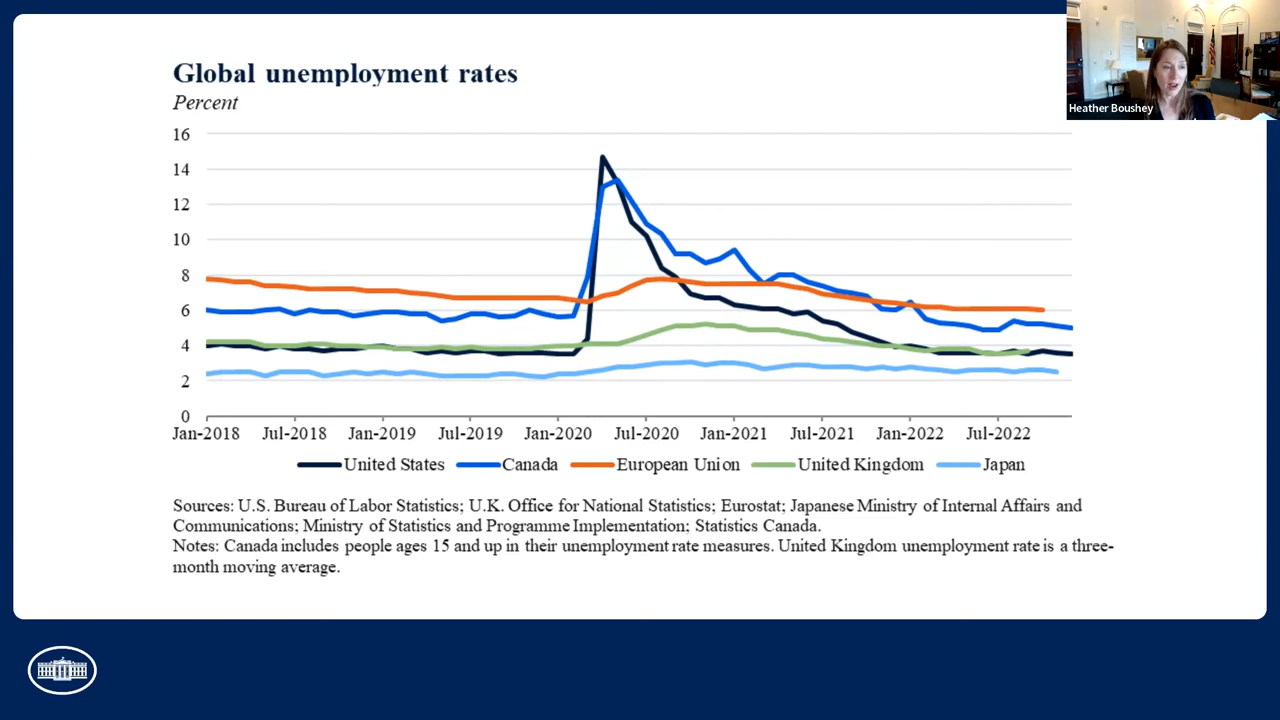 Global unemployment rates
Percent
Heather Boushey
16
14
12
10
8
6
4
2
0
Jan-2018 Jul-2018 Jan-2019 Jul-2019 Jan-2020 Jul-2020 Jan-2021 Jul-2021 Jan-2022 Jul-2022
United States Canada European Union United Kingdom Japan
Sources: U.S. Bureau of Labor Statistics; U.K. Office for National Statistics; Eurostat; Japanese Ministry of Internal Affairs and
Communications; Ministry of Statistics and Programme Implementation; Statistics Canada.
Notes: Canada includes people ages 15 and up in their unemployment rate measures. United Kingdom unemployment rate is a three-
month moving average.